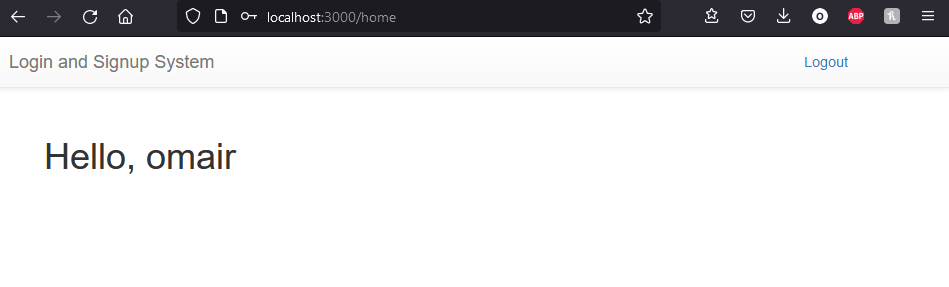 localhost:3000/home
O
ABP
Login and Signup System
Logout
Hello, omair